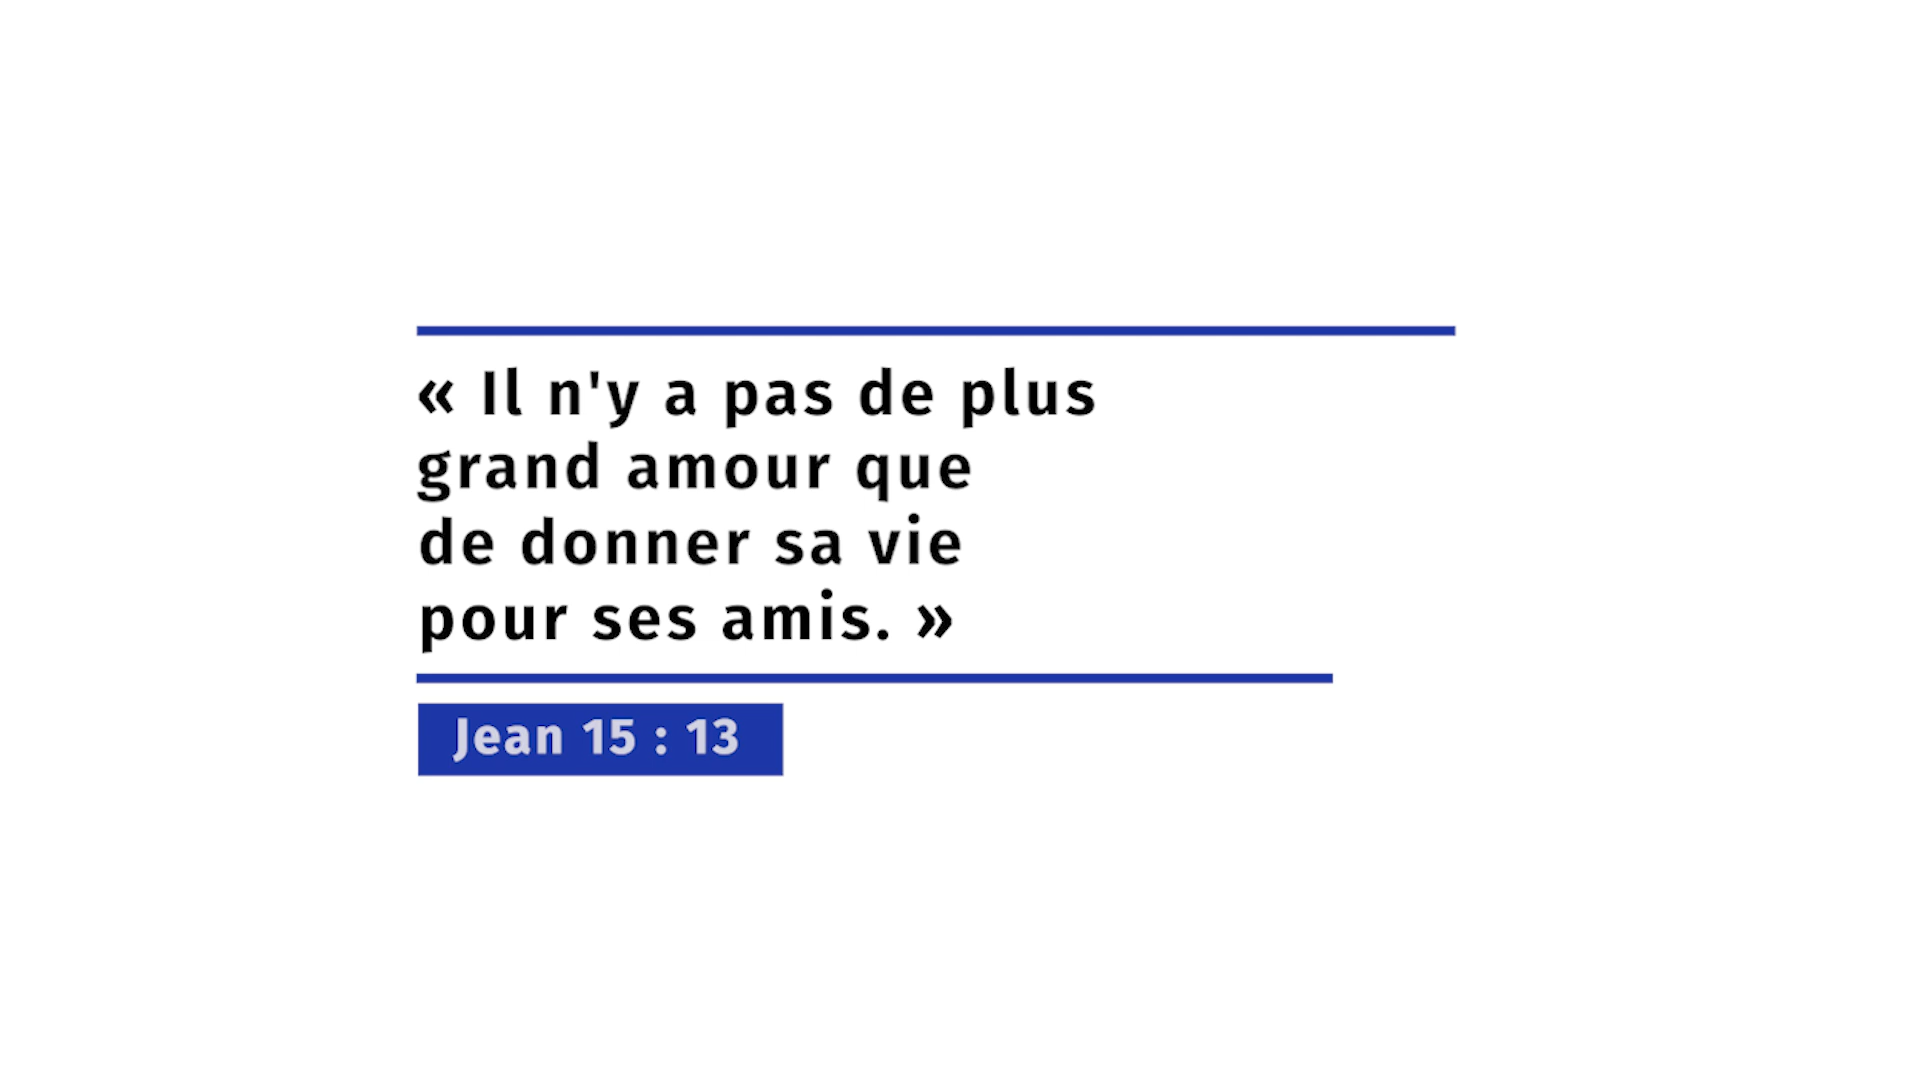 « Il n'y a pas de plus
grand amour que
de donner sa vie
pour ses amis. »
Jean 15 : 13